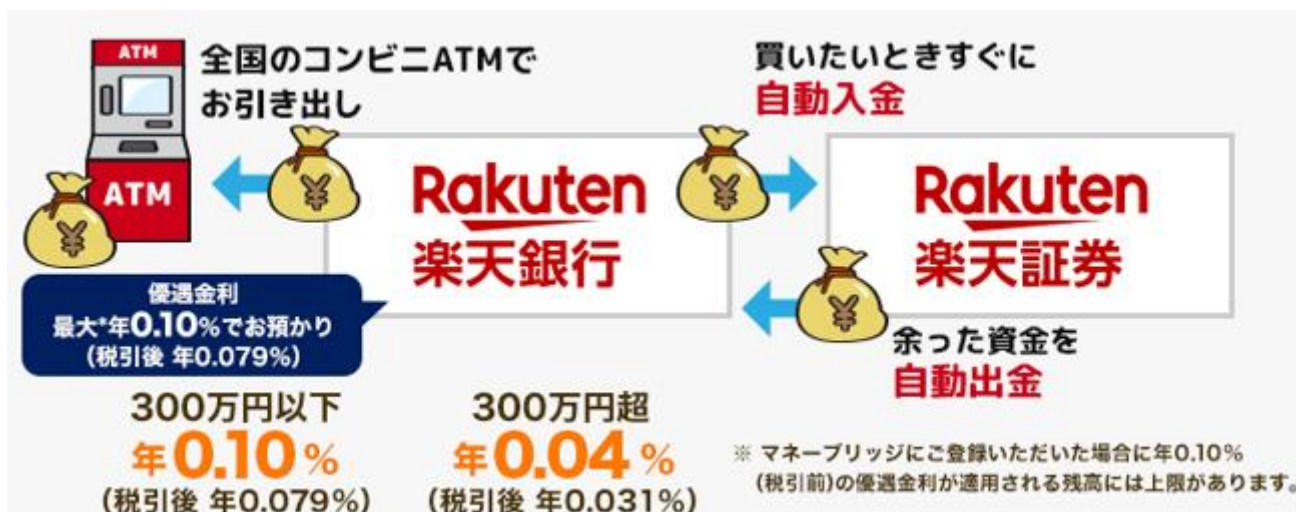 ATM
全国のコンビニATMで
お引き出し
買いたいときすぐに
自動入金
ATM
¥
¥
Rakuten
楽天銀行
¥
Rakuten
楽天証券
優遇金利
最大*年0.10%でお預かり
(税引後 年0.079%)
¥
余った資金を
自動出金
300万円以下
年0.10%
(税引後 年0.079%)
300万円超
年0.04%
(税引後 年0.031%)
※ マネーブリッジにご登録いただいた場合に年0.10%
(税引前)の優遇金利が適用される残高には上限があります。